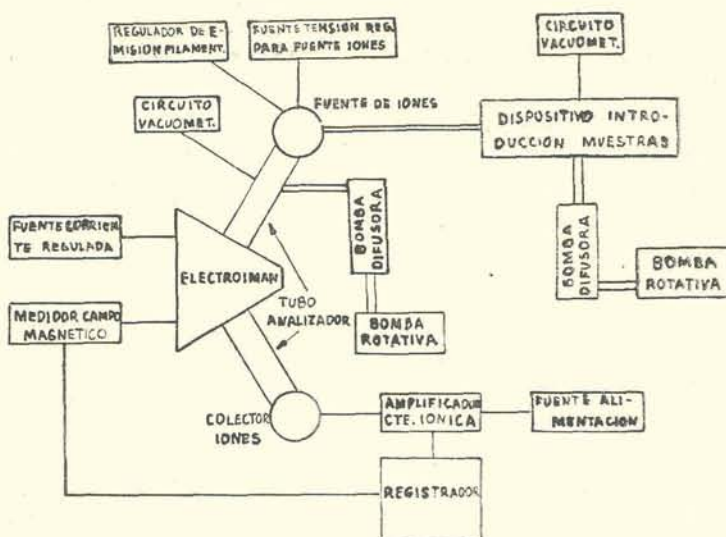 REGULADOR DE E-
MISION FILAMENT.
FUENTE TENSION REG.
PARA FUENTE IONES
CIRCUITO
VACUOMET.
CIRCUITO
VACUOMET.
FUENTE DE IONES
DISPOSITIVO INTRO-
DUCCION MUESTRAS
BOMBA
DIFUSORA
BOMBA
DIFUSORA
BOMBA
ROTATIVA
FUENTE CORRIEN
TE REGULADA
ELECTROIMAN
TUBO
ANALIZADOR
MEDIDOR CAMPO
MAGNETICO
BOMBA
ROTATIVA
COLECTOR
IONES
AMPLIFICADOR
CTE. IONICA
FUENTE ALI-
MENTACION
REGISTRADOR